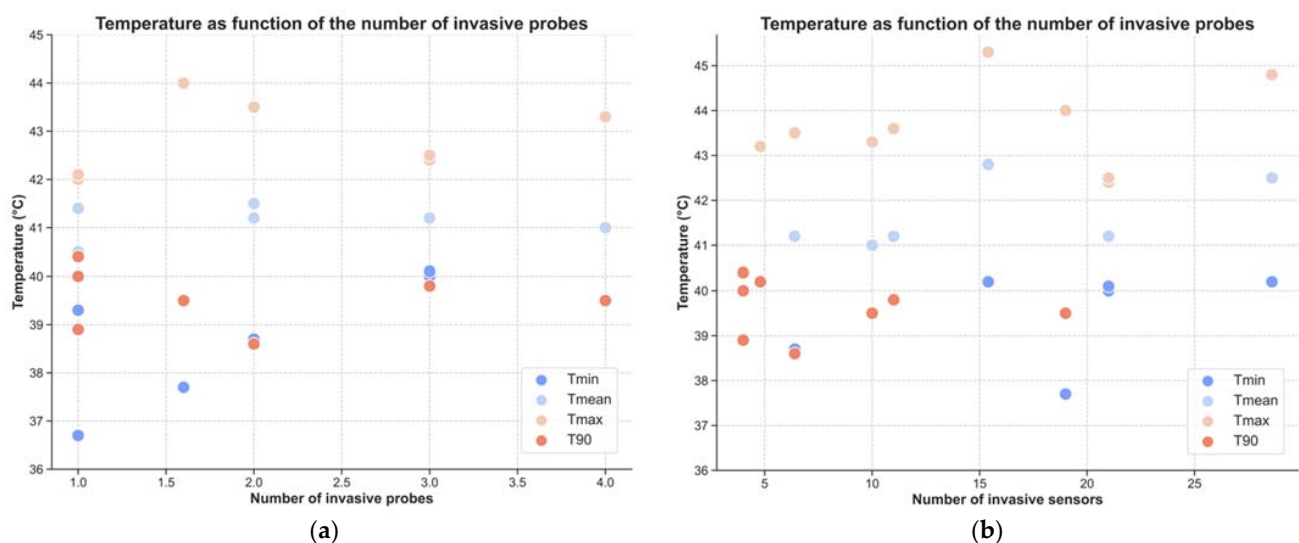 Temperature as function of the number of invasive probes
45
44
43
42
41
40
39
38
37
36
Temperature (°C)
Tmin
Tmean
Tmax
T90
1.0 1.5 2.0 2.5 3.0 3.5 4.0
Number of invasive probes
(a)
Temperature as function of the number of invasive probes
45
44
43
42
41
40
39
38
37
36
Temperature (°C)
Tmin
Tmean
Tmax
T90
5 10 15 20 25
Number of invasive sensors
(b)